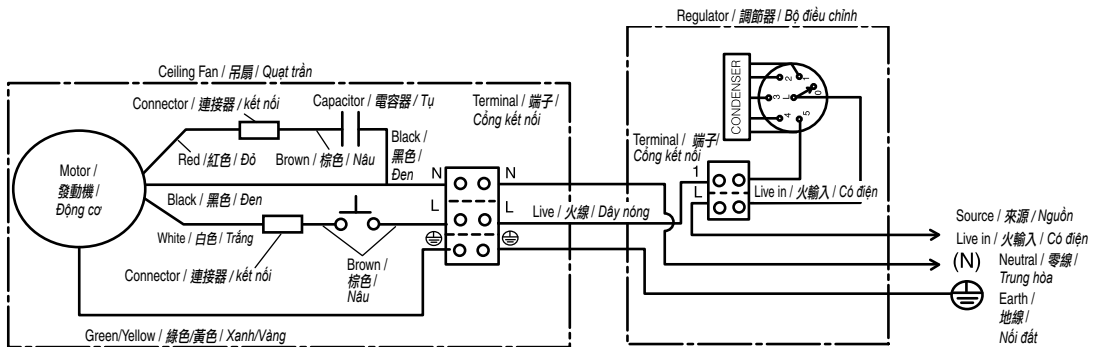 Regulator / 調節器 / Bộ điều chỉnh
Ceiling Fan / 吊扇 / Quạt trần
Connector / 連接器 / kết nối
Capacitor / 電容器 / Tụ
Terminal / 端子 /
Cổng kết nối
CONDENSER
2
1
3
L
0
4
5
Black /
黑色 /
Đen
Terminal / 端子 /
Cổng kết nối
Red /紅色 / Đỏ
Brown / 棕色 / Nâu
Motor /
發動機 /
Động cơ
N
N
1
L
Live in / 火輸入 / Có điện
Black / 黑色 / Đen
L
L
Live / 火線 / Dây nóng
White / 白色 / Trắng
Source / 來源 / Nguồn
Live in / 火輸入 / Có điện
(N)
Neutral / 零線 /
Trung hòa
Connector / 連接器 / kết nối
Brown /
棕色 /
Nâu
Earth /
地線 /
Nối đất
Green/Yellow / 綠色/黃色 / Xanh/Vàng